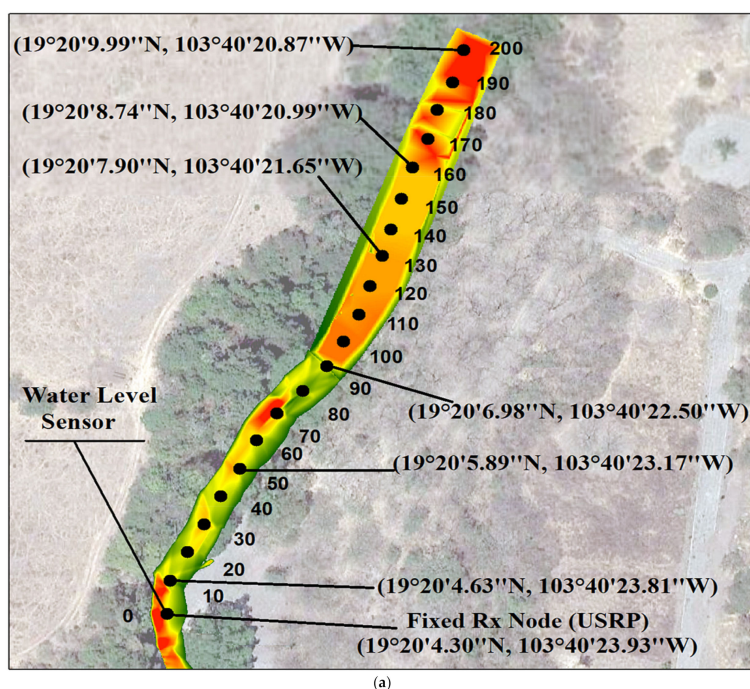 (19°20'9.99''N, 103°40'20.87''W)
200
190
(19°20'8.74''N, 103°40'20.99''W)
180
170
(19°20'7.90''N, 103°40'21.65''W)
160
150
140
130
120
110
100
90
Water Level
Sensor
80
(19°20'6.98''N, 103°40'22.50''W)
70
60
(19°20'5.89''N, 103°40'23.17''W)
50
40
30
20
(19°20'4.63''N, 103°40'23.81''W)
10
0
Fixed Rx Node (USRP)
(19°20'4.30''N, 103°40'23.93''W)
(a)